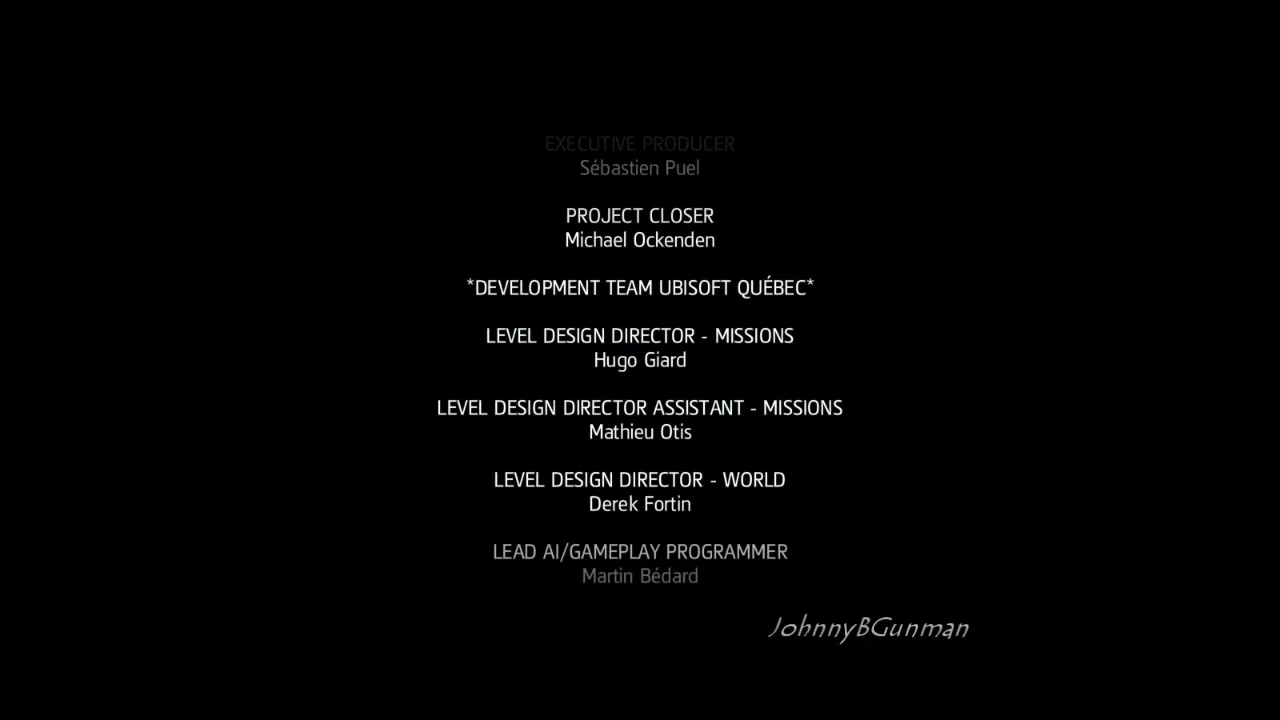 EXECUTIVE PRODUCER
Sébastien Puel
PROJECT CLOSER
Michael Ockenden
*DEVELOPMENT TEAM UBISOFT QUÉBEC*
LEVEL DESIGN DIRECTOR - MISSIONS
Hugo Giard
LEVEL DESIGN DIRECTOR ASSISTANT - MISSIONS
Mathieu Otis
LEVEL DESIGN DIRECTOR - WORLD
Derek Fortin
LEAD AI/GAMEPLAY PROGRAMMER
Martin Bédard
JohnnyBGunman